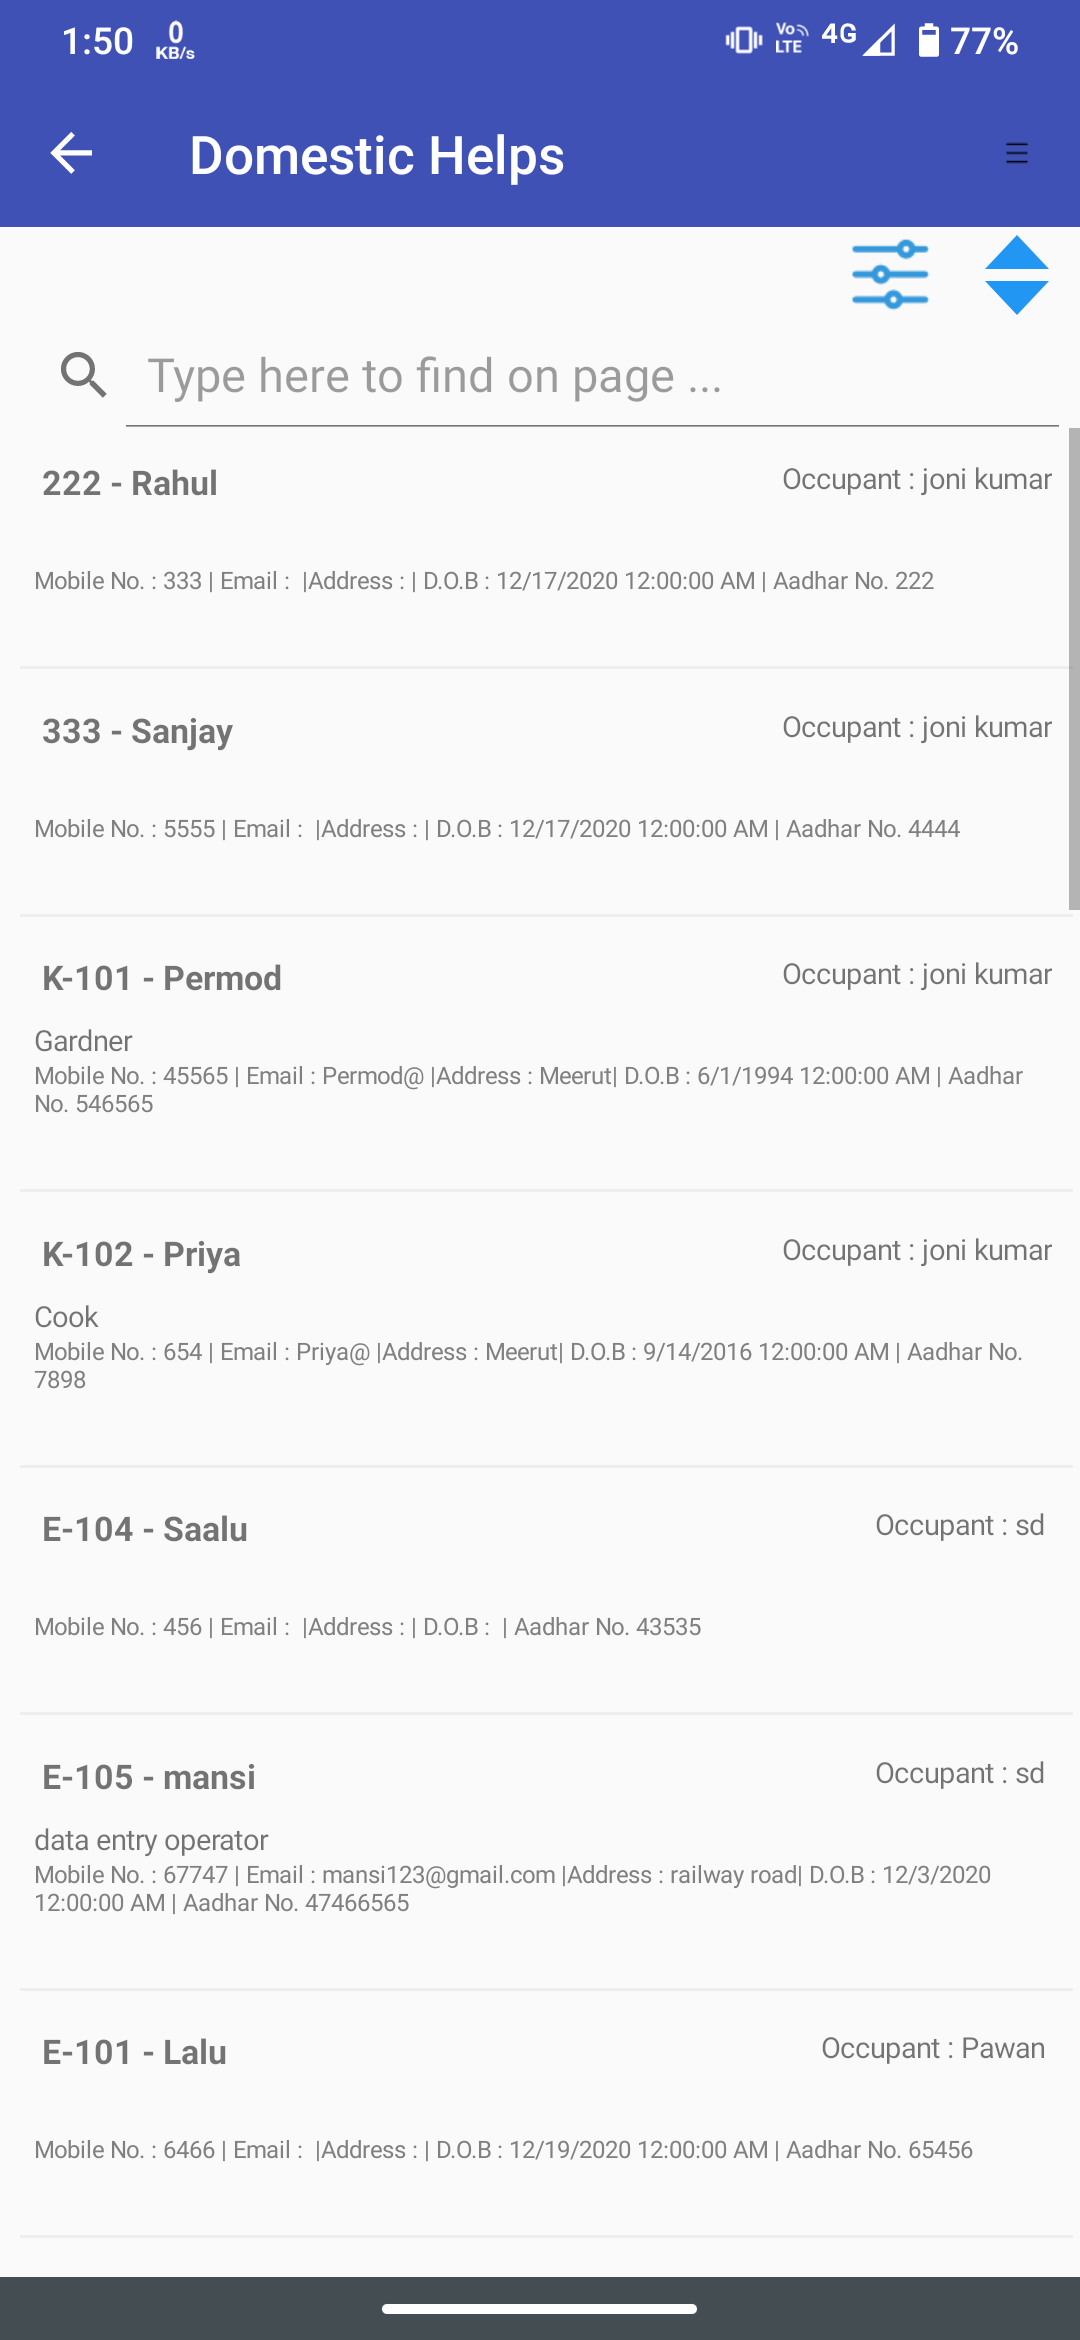 1:50 0 KB/s Vo LTE 4G 77%
Domestic Helps
Type here to find on page ...
222 - Rahul Occupant : joni kumar
Mobile No. : 333 | Email :  |Address : | D.O.B : 12/17/2020 12:00:00 AM | Aadhar No. 222
333 - Sanjay Occupant : joni kumar
Mobile No. : 5555 | Email :  |Address : | D.O.B : 12/17/2020 12:00:00 AM | Aadhar No. 4444
K-101 - Permod Occupant : joni kumar
Gardner
Mobile No. : 45565 | Email : Permod@ |Address : Meerut| D.O.B : 6/1/1994 12:00:00 AM | Aadhar
No. 546565
K-102 - Priya Occupant : joni kumar
Cook
Mobile No. : 654 | Email : Priya@ |Address : Meerut| D.O.B : 9/14/2016 12:00:00 AM | Aadhar No.
7898
E-104 - Saalu Occupant : sd
Mobile No. : 456 | Email :  |Address : | D.O.B :  | Aadhar No. 43535
E-105 - mansi Occupant : sd
data entry operator
Mobile No. : 67747 | Email : mansi123@gmail.com |Address : railway road| D.O.B : 12/3/2020
12:00:00 AM | Aadhar No. 47466565
E-101 - Lalu Occupant : Pawan
Mobile No. : 6466 | Email :  |Address : | D.O.B : 12/19/2020 12:00:00 AM | Aadhar No. 65456